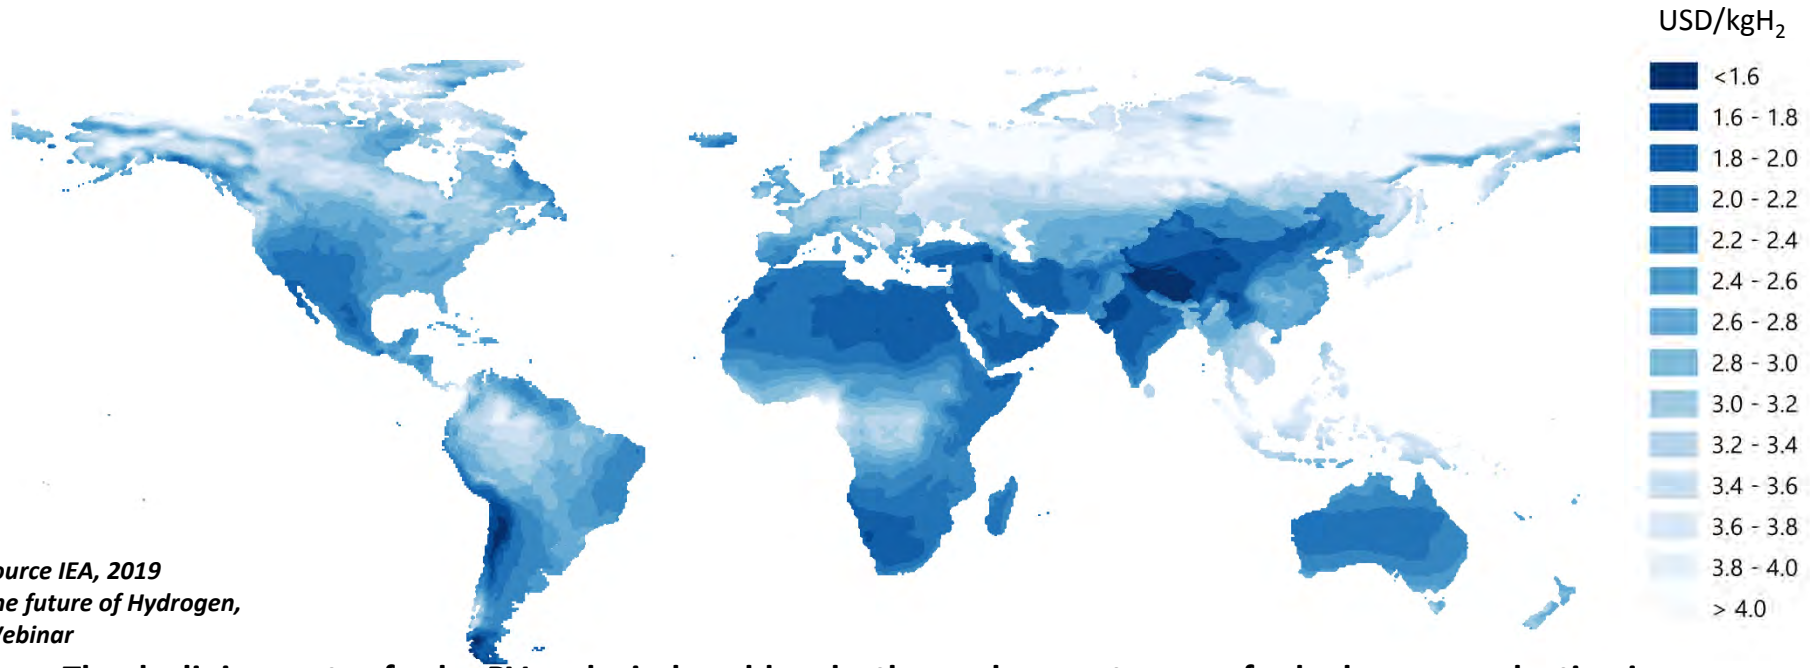 USD/kgH₂
<1.6
1.6 - 1.8
1.8 - 2.0
2.0 - 2.2
2.2 - 2.4
2.4 - 2.6
2.6 - 2.8
2.8 - 3.0
3.0 - 3.2
3.2 - 3.4
3.4 - 3.6
3.6 - 3.8
3.8 - 4.0
> 4.0
ource IEA, 2019
he future of Hydrogen,
ebinar